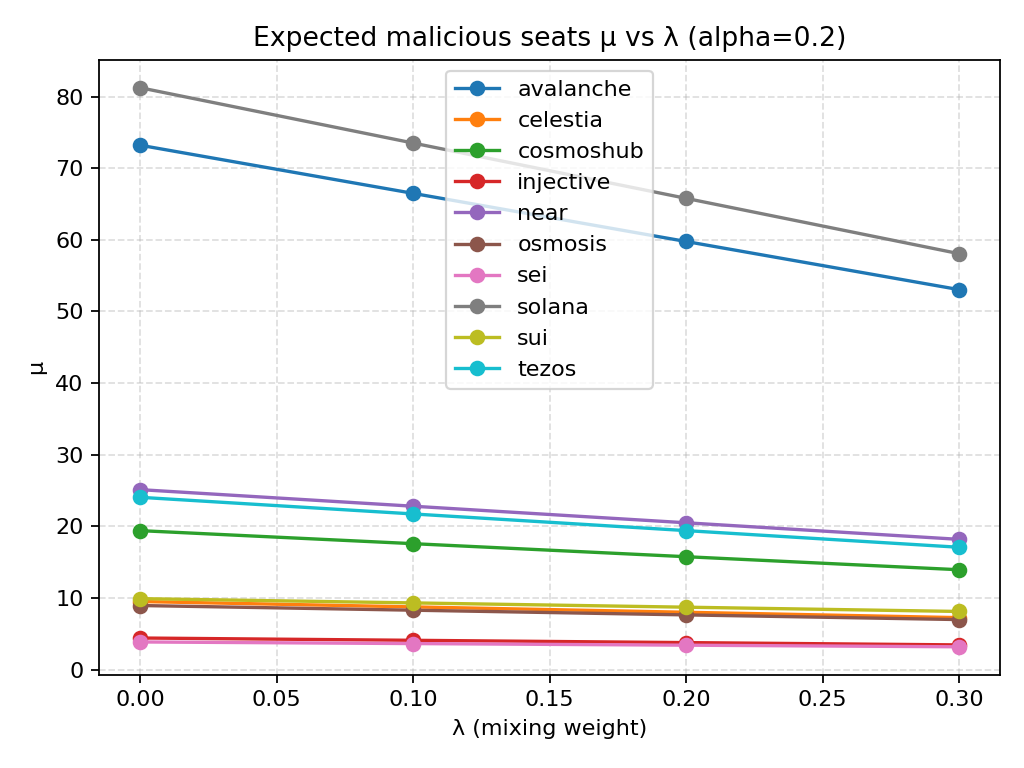 Expected malicious seats μ vs λ (alpha=0.2)
80
70
60
50
40
30
20
10
0
μ
avalanche
celestia
cosmoshub
injective
near
osmosis
sei
solana
sui
tezos
0.00 0.05 0.10 0.15 0.20 0.25 0.30
λ (mixing weight)